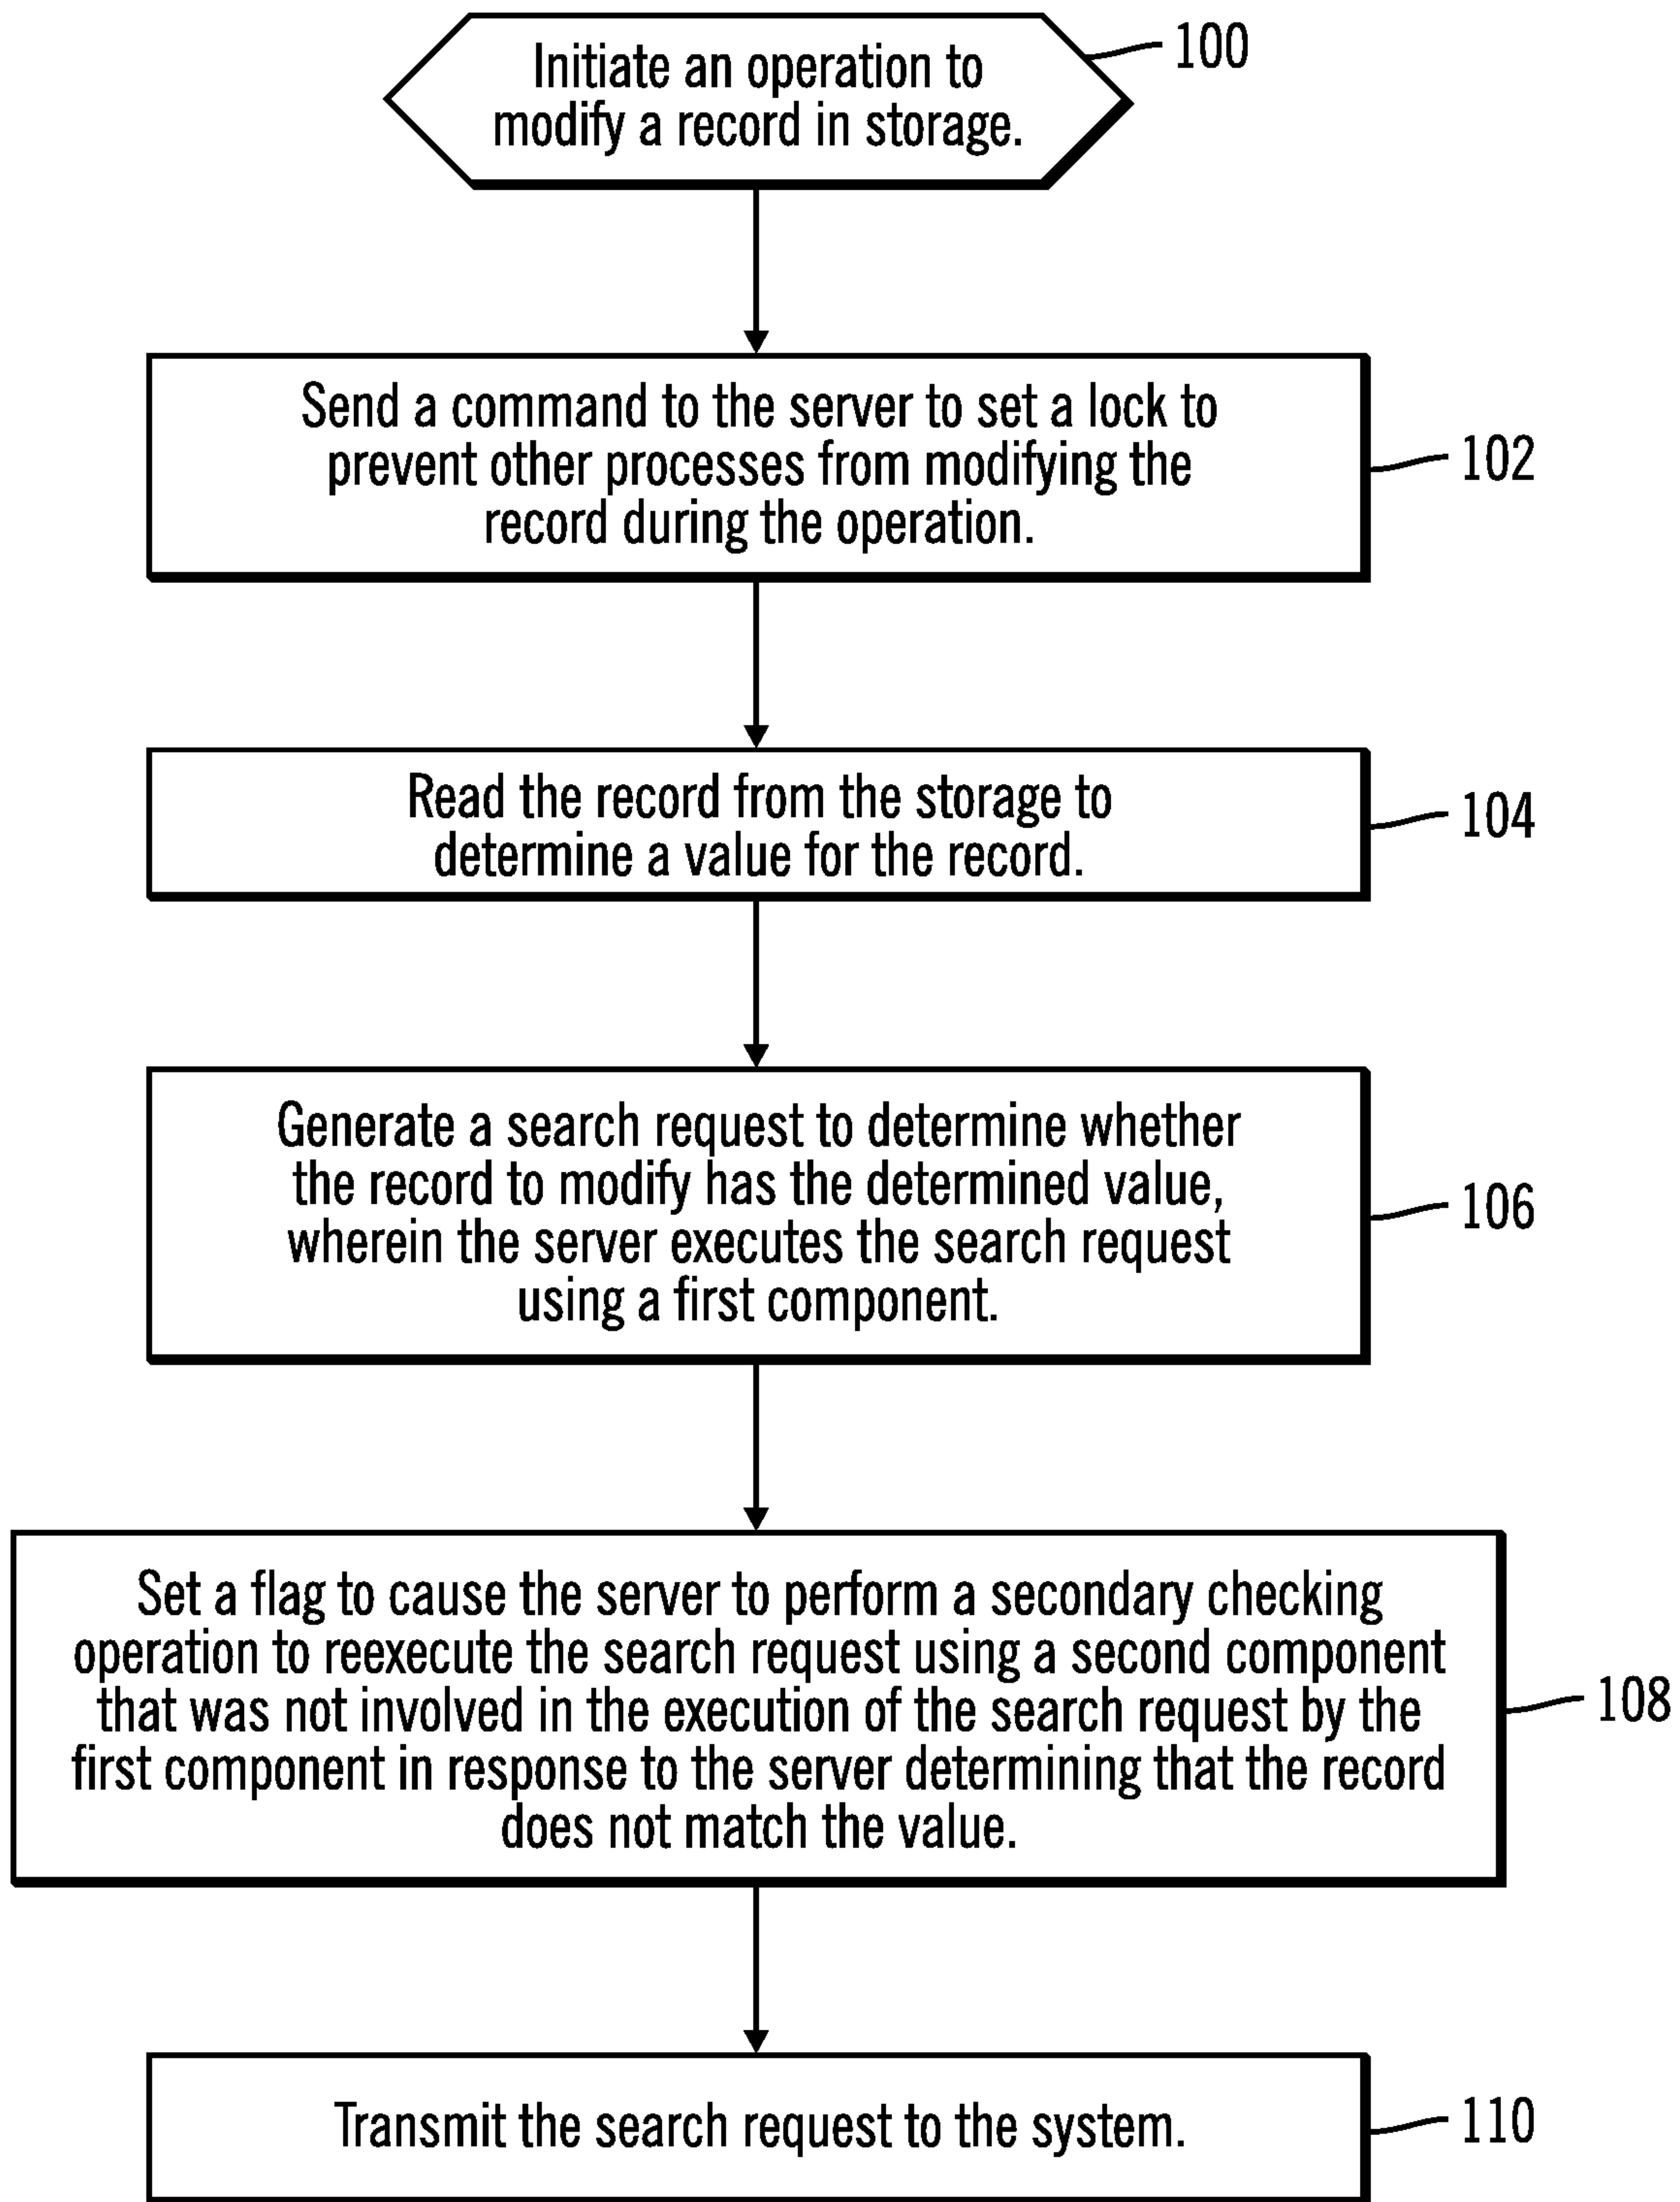 Initiate an operation to
modify a record in storage.
100
Send a command to the server to set a lock to
prevent other processes from modifying the
record during the operation.
102
Read the record from the storage to
determine a value for the record.
104
Generate a search request to determine whether
the record to modify has the determined value,
wherein the server executes the search request
using a first component.
106
Set a flag to cause the server to perform a secondary checking
operation to reexecute the search request using a second component
that was not involved in the execution of the search request by the
first component in response to the server determining that the record
does not match the value.
108
Transmit the search request to the system.
110